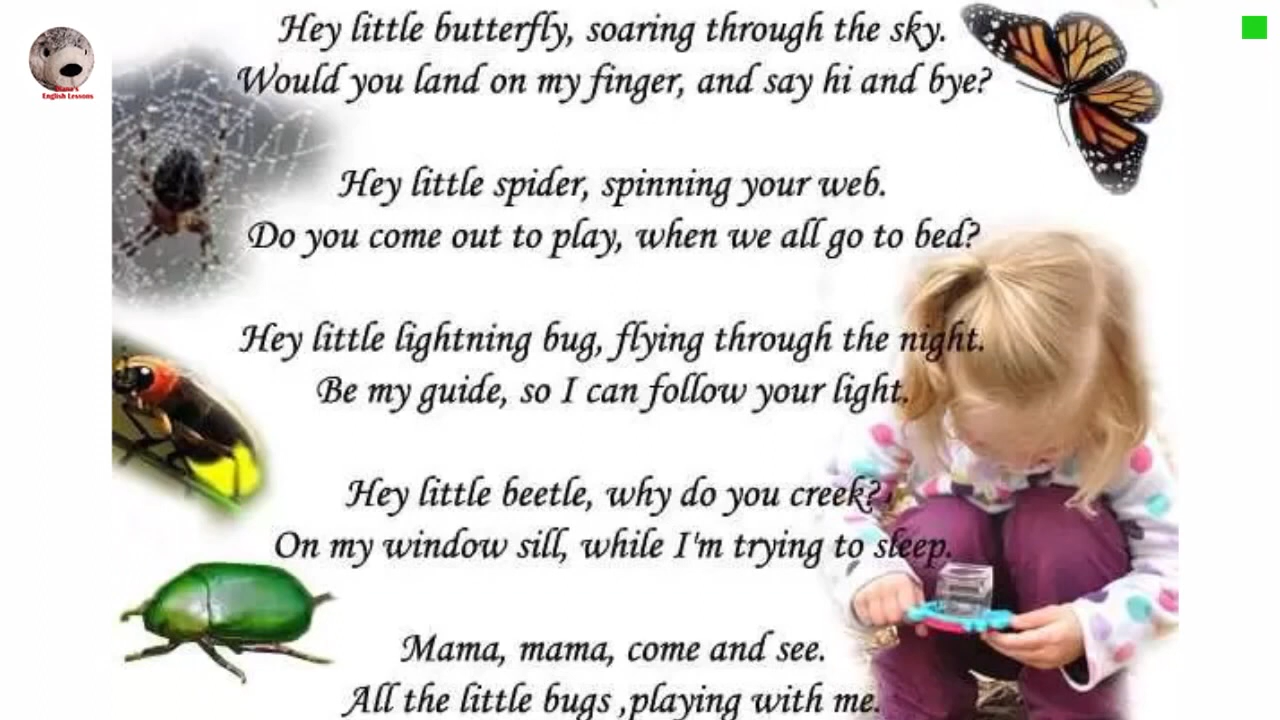 Hey little butterfly, soaring through the sky.
Would you land on my finger, and say hi and bye?
Hey little spider, spinning your web.
Do you come out to play, when we all go to bed?
Hey little lightning bug, flying through the night.
Be my guide, so I can follow your light.
Hey little beetle, why do you creek?
On my window sill, while I'm trying to sleep.
Mama, mama, come and see.
All the little bugs ,playing with me.
English Lessons